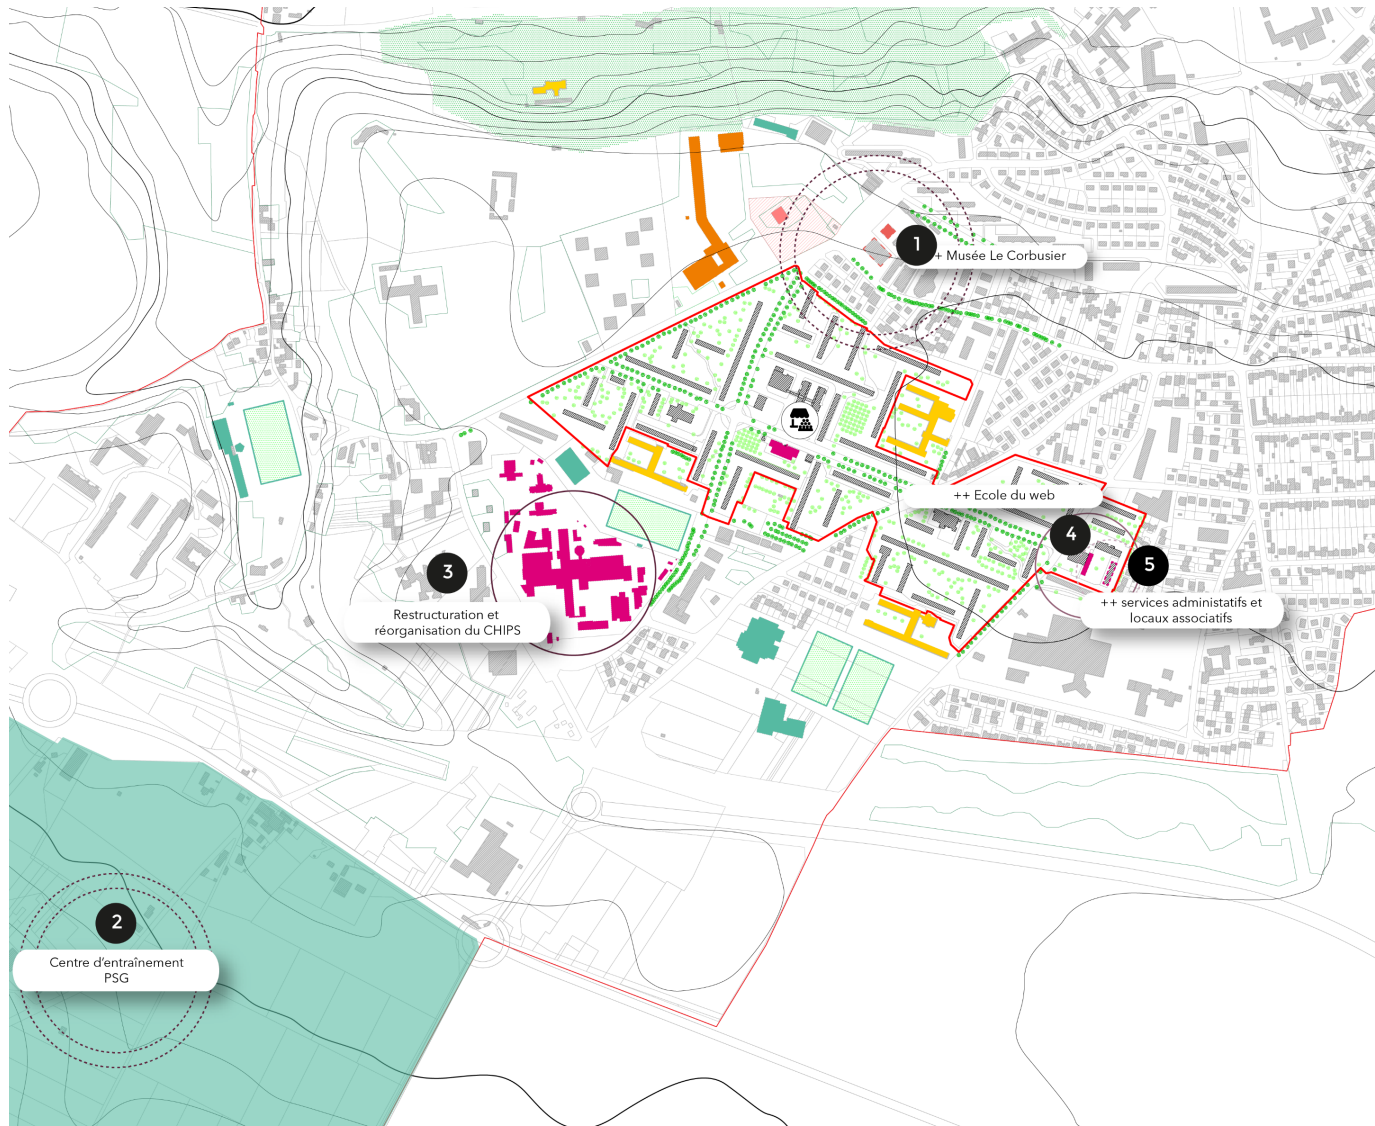 1
+ Musée Le Corbusier
++ Ecole du web
4
5
++ services administatifs et
locaux associatifs
3
Restructuration et
réorganisation du CHIPS
2
Centre d'entraînement
PSG